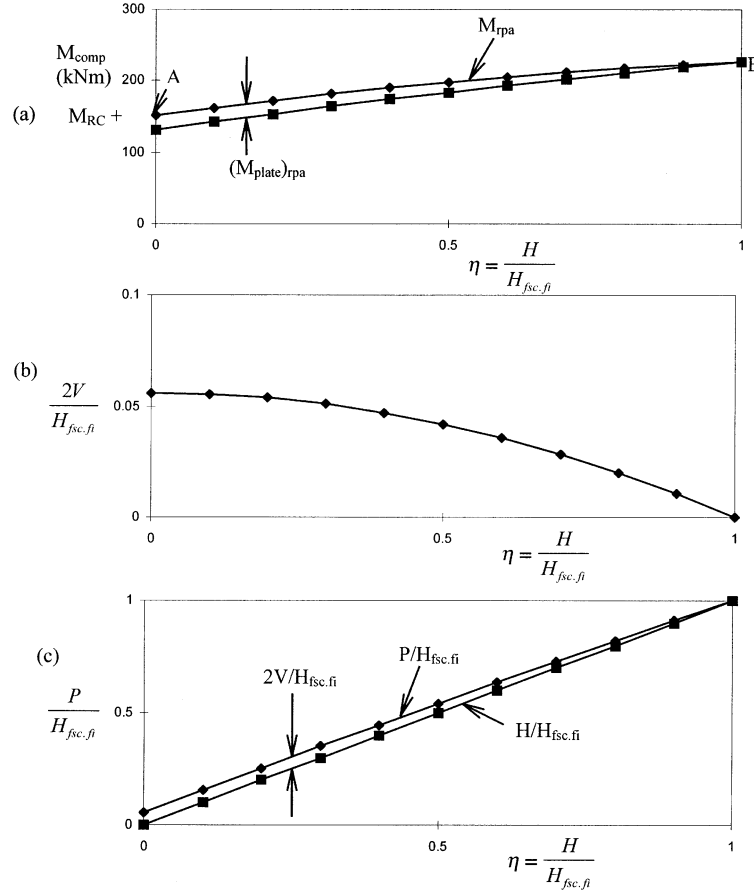 300
M_comp
(kNm)
200
A
M_rpa
(a)
M_RC +
100
(M_plate)_rpa
0
0
0.5
1
η = H / H_fsc.fi
0.1
(b)
2V / H_fsc.fi
0.05
0
0
0.5
1
η = H / H_fsc.fi
1
(c)
2V/H_fsc.fi
P/H_fsc.fi
P / H_fsc.fi
0.5
H/H_fsc.fi
0
0
0.5
1
η = H / H_fsc.fi